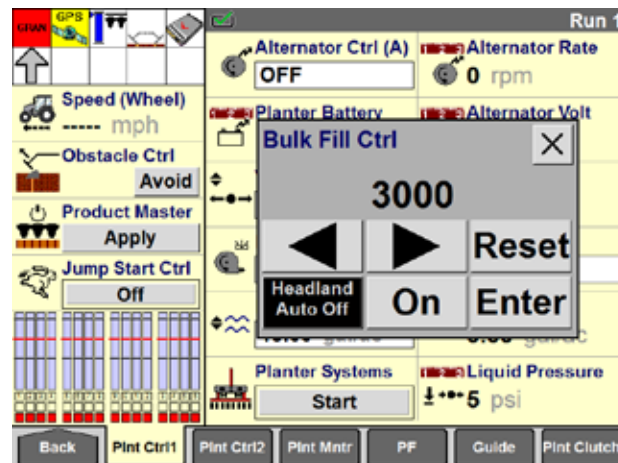 GRAN
GPS
Run 1
Alternator Ctrl (A)
OFF
Alternator Rate
0 rpm
Speed (Wheel)
----- mph
Planter Battery
Alternator Volt
Obstacle Ctrl
Avoid
Product Master
Apply
Jump Start Ctrl
Off
Bulk Fill Ctrl
3000
Reset
Headland
Auto Off
On
Enter
Planter Systems
Start
Liquid Pressure
5 psi
Back
Plnt Ctrl1
Plnt Ctrl2
Plnt Mntr
PF
Guide
Plnt Clutch